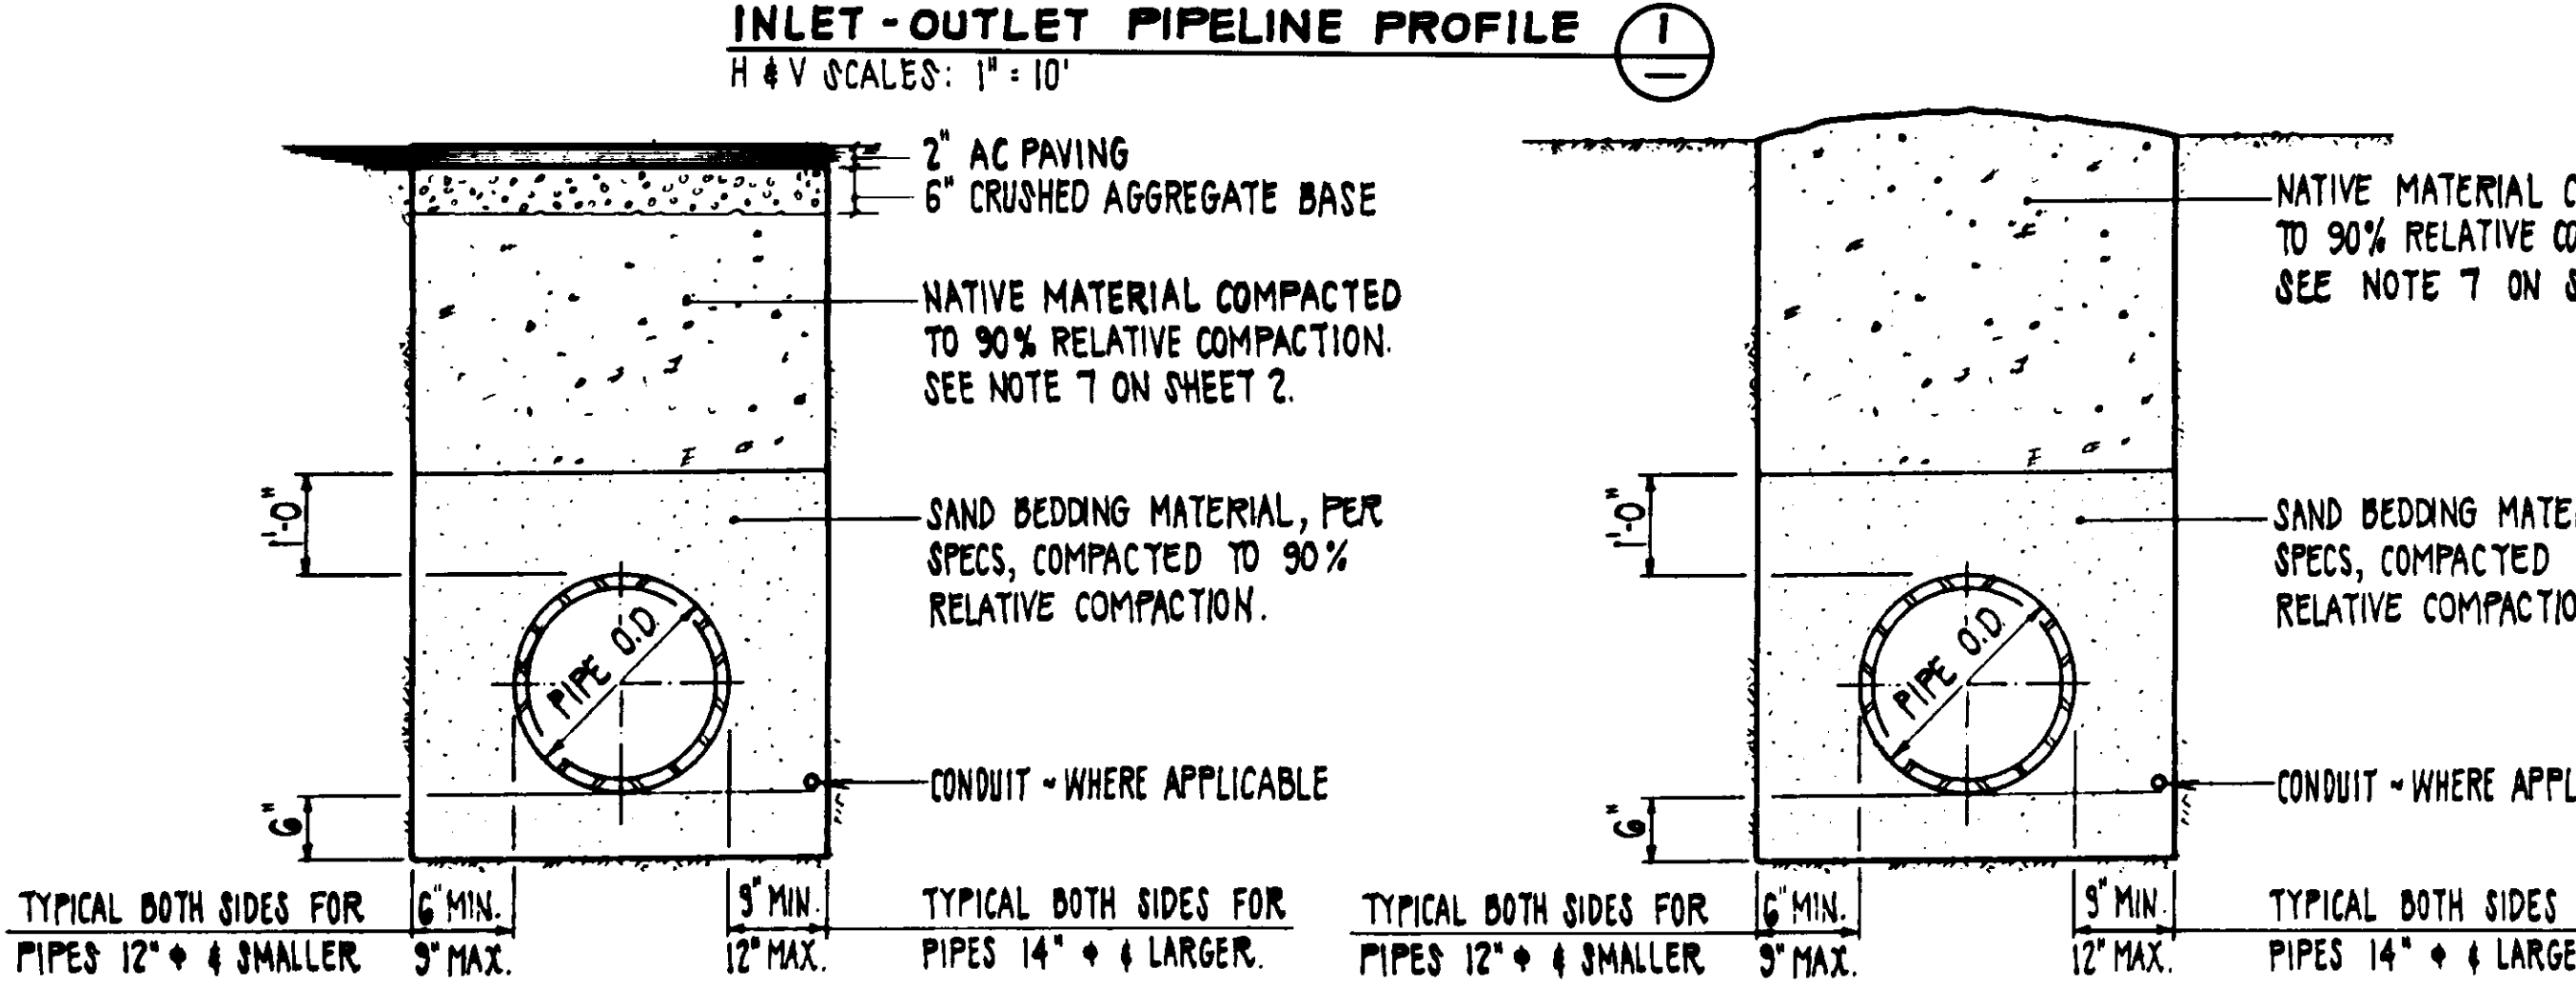 INLET - OUTLET PIPELINE PROFILE
1
H & V SCALES: 1" = 10'
2" AC PAVING
6" CRUSHED AGGREGATE BASE
NATIVE MATERIAL COMPACTED
TO 90% RELATIVE COMPACTION.
SEE NOTE 7 ON SHEET 2.
1'-0"
SAND BEDDING MATERIAL, PER
SPECS, COMPACTED TO 90%
RELATIVE COMPACTION.
PIPE O.D.
CONDUIT ~ WHERE APPLICABLE
6"
TYPICAL BOTH SIDES FOR
PIPES 12" ϕ & SMALLER
6" MIN.
9" MAX.
9" MIN.
12" MAX.
TYPICAL BOTH SIDES FOR
PIPES 14" ϕ & LARGER.
NATIVE MATERIAL C
TO 90% RELATIVE CO
SEE NOTE 7 ON S
1'-0"
SAND BEDDING MATE
SPECS, COMPACTED
RELATIVE COMPACTIO
PIPE O.D.
CONDUIT ~ WHERE APPL
6"
TYPICAL BOTH SIDES FOR
PIPES 12" ϕ & SMALLER
6" MIN.
9" MAX.
9" MIN.
12" MAX.
TYPICAL BOTH SIDES
PIPES 14" ϕ & LARGE